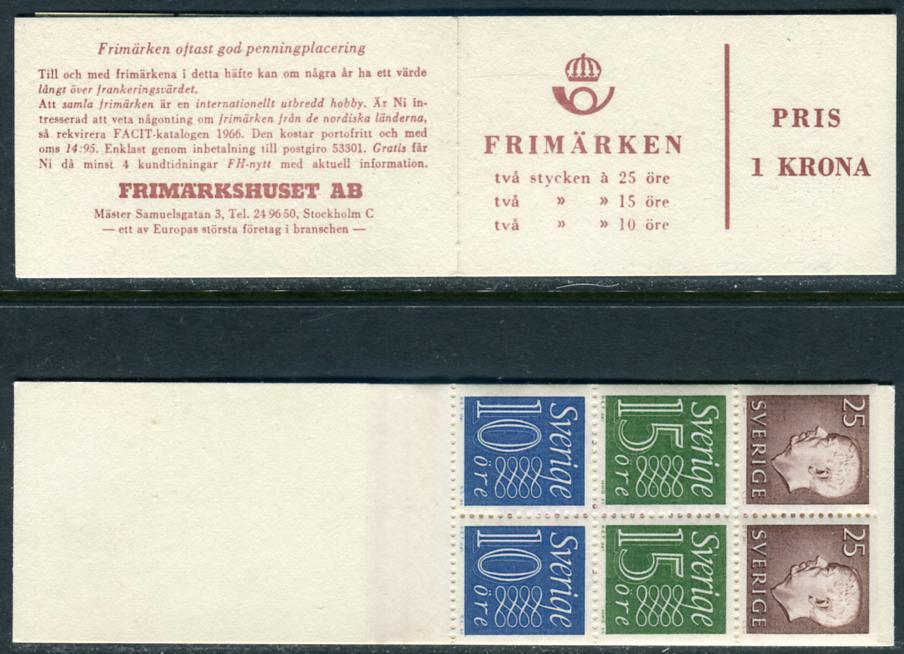 Frimärken oftast god penningplacering
Till och med frimärkena i detta häfte kan om några år ha ett värde
långt över frankeringsvärdet.
Att samla frimärken är en internationellt utbredd hobby. Är Ni in-
tresserad att veta någonting om frimärken från de nordiska länderna,
så rekvirera FACIT-katalogen 1966. Den kostar portofritt och med
oms 14:95. Enklast genom inbetalning till postgiro 53301. Gratis får
Ni då minst 4 kundtidningar FH-nytt med aktuell information.
FRIMÄRKSHUSET AB
Mäster Samuelsgatan 3, Tel. 24 96 50, Stockholm C
— ett av Europas största företag i branschen —
FRIMÄRKEN
två stycken à 25 öre
två » » 15 öre
två » » 10 öre
PRIS
1 KRONA
Sverige
10
öre
Sverige
15
öre
25
SVERIGE
Sverige
10
öre
Sverige
15
öre
25
SVERIGE